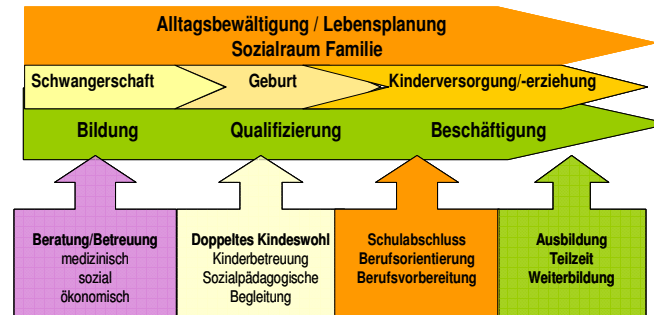 Alltagsbewältigung / Lebensplanung
Sozialraum Familie
Schwangerschaft
Geburt
Kinderversorgung/-erziehung
Bildung
Qualifizierung
Beschäftigung
Beratung/Betreuung
medizinisch
sozial
ökonomisch
Doppeltes Kindeswohl
Kinderbetreuung
Sozialpädagogische
Begleitung
Schulabschluss
Berufsorientierung
Berufsvorbereitung
Ausbildung
Teilzeit
Weiterbildung